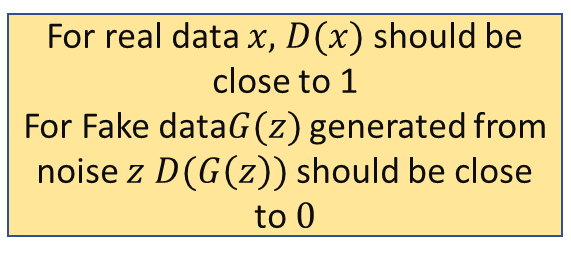 For real data x, D(x) should be
close to 1
For Fake dataG(z) generated from
noise z D(G(z)) should be close
to 0